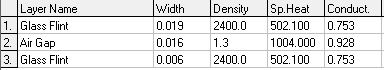 Layer Name Width Density Sp.Heat Conduct.
1. Glass Flint 0.019 2400.0 502.100 0.753
2. Air Gap 0.016 1.3 1004.000 0.928
3. Glass Flint 0.006 2400.0 502.100 0.753